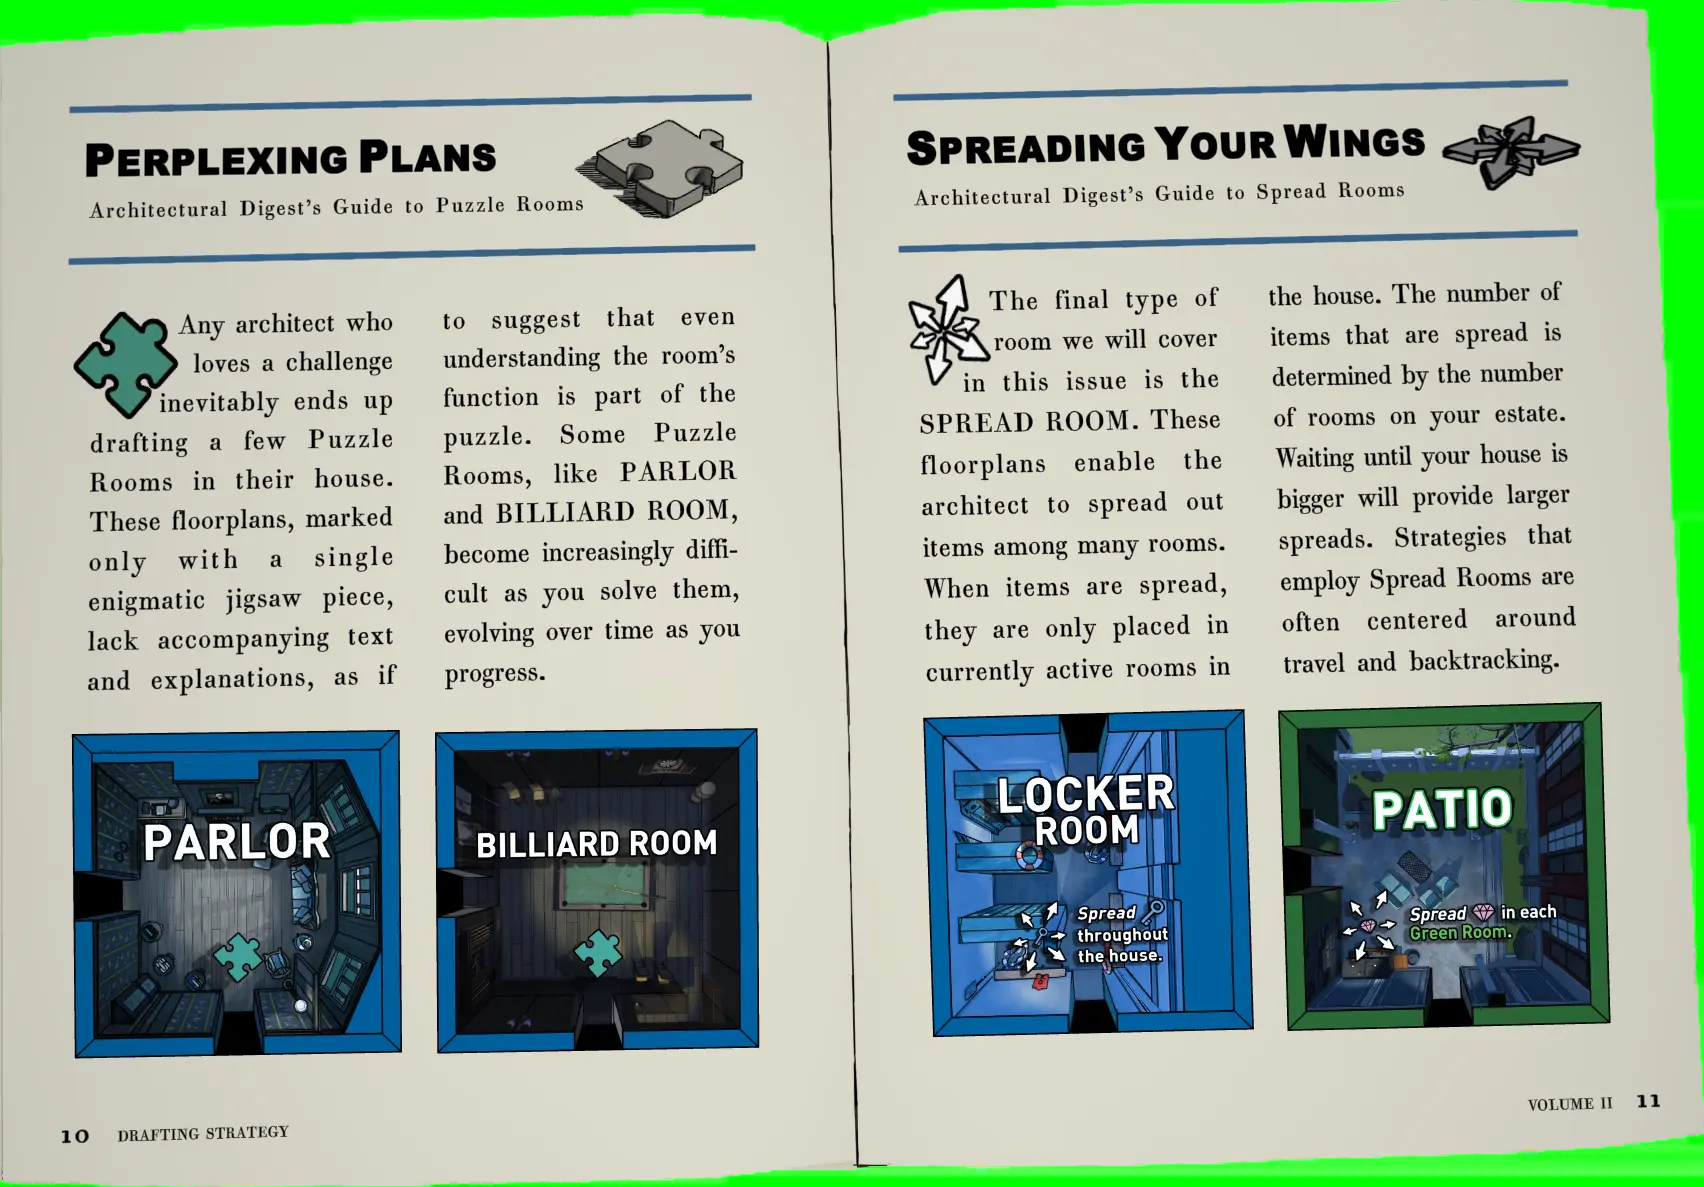 PERPLEXING PLANS
Architectural Digest's Guide to Puzzle Rooms
Any architect who
loves a challenge
inevitably ends up
drafting a few Puzzle
Rooms in their house.
These floorplans, marked
only with a single
enigmatic jigsaw piece,
lack accompanying text
and explanations, as if
to suggest that even
understanding the room's
function is part of the
puzzle. Some Puzzle
Rooms, like PARLOR
and BILLIARD ROOM,
become increasingly diffi-
cult as you solve them,
evolving over time as you
progress.
PARLOR
BILLIARD ROOM
10 DRAFTING STRATEGY
SPREADING YOUR WINGS
Architectural Digest's Guide to Spread Rooms
The final type of
room we will cover
in this issue is the
SPREAD ROOM. These
floorplans enable the
architect to spread out
items among many rooms.
When items are spread,
they are only placed in
currently active rooms in
the house. The number of
items that are spread is
determined by the number
of rooms on your estate.
Waiting until your house is
bigger will provide larger
spreads. Strategies that
employ Spread Rooms are
often centered around
travel and backtracking.
LOCKER
ROOM
Spread
throughout
the house.
PATIO
Spread in each
Green Room.
VOLUME II 11